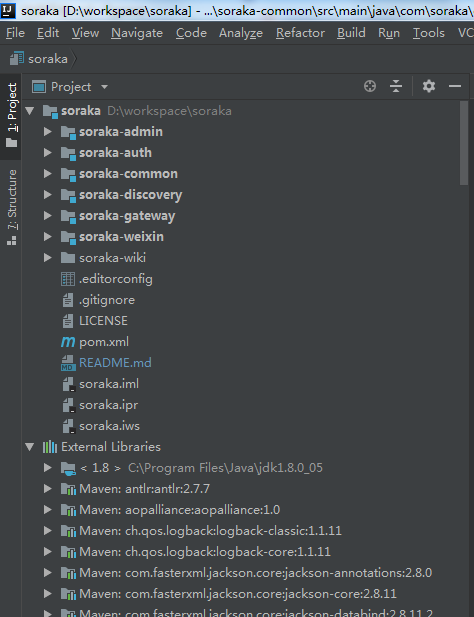 soraka [D:\workspace\soraka] - ...\soraka-common\src\main\java\com\soraka\
File Edit View Navigate Code Analyze Refactor Build Run Tools VC
soraka
1: Project
7: Structure
Project
soraka D:\workspace\soraka
soraka-admin
soraka-auth
soraka-common
soraka-discovery
soraka-gateway
soraka-weixin
soraka-wiki
.editorconfig
.gitignore
LICENSE
pom.xml
README.md
soraka.iml
soraka.ipr
soraka.iws
External Libraries
< 1.8 > C:\Program Files\Java\jdk1.8.0_05
Maven: antlr:antlr:2.7.7
Maven: aopalliance:aopalliance:1.0
Maven: ch.qos.logback:logback-classic:1.1.11
Maven: ch.qos.logback:logback-core:1.1.11
Maven: com.fasterxml.jackson.core:jackson-annotations:2.8.0
Maven: com.fasterxml.jackson.core:jackson-core:2.8.11
Maven: com.fasterxml.jackson.core:jackson-databind:2.8.11.2